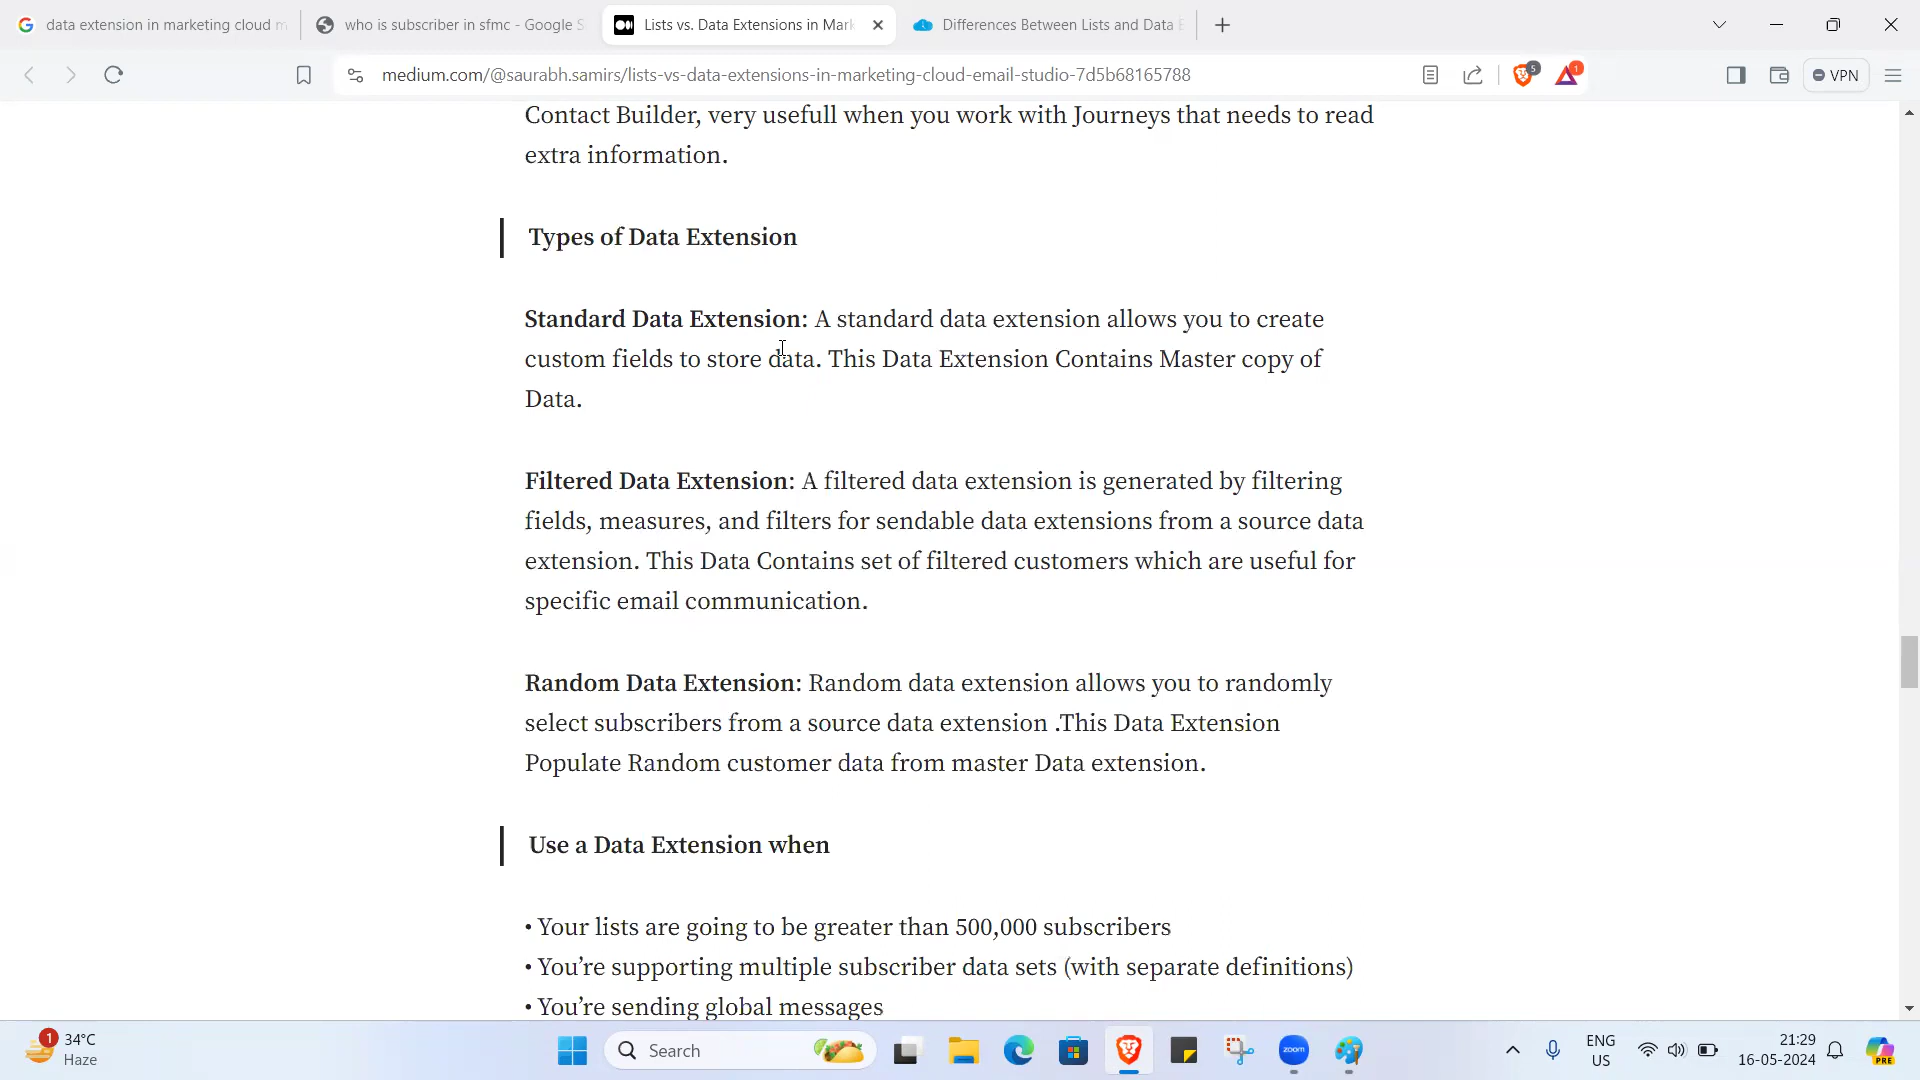 data extension in marketing cloud m
who is subscriber in sfmc - Google S
Lists vs. Data Extensions in Mark
Differences Between Lists and Data E
medium.com/@saurabh.samirs/lists-vs-data-extensions-in-marketing-cloud-email-studio-7d5b68165788
5
1
VPN
Contact Builder, very usefull when you work with Journeys that needs to read
extra information.
Types of Data Extension
Standard Data Extension: A standard data extension allows you to create
custom fields to store data. This Data Extension Contains Master copy of
Data.
Filtered Data Extension: A filtered data extension is generated by filtering
fields, measures, and filters for sendable data extensions from a source data
extension. This Data Contains set of filtered customers which are useful for
specific email communication.
Random Data Extension: Random data extension allows you to randomly
select subscribers from a source data extension .This Data Extension
Populate Random customer data from master Data extension.
Use a Data Extension when
• Your lists are going to be greater than 500,000 subscribers
• You’re supporting multiple subscriber data sets (with separate definitions)
• You’re sending global messages
1
34°C
Haze
Search
zoom
ENG
US
21:29
16-05-2024
PRE